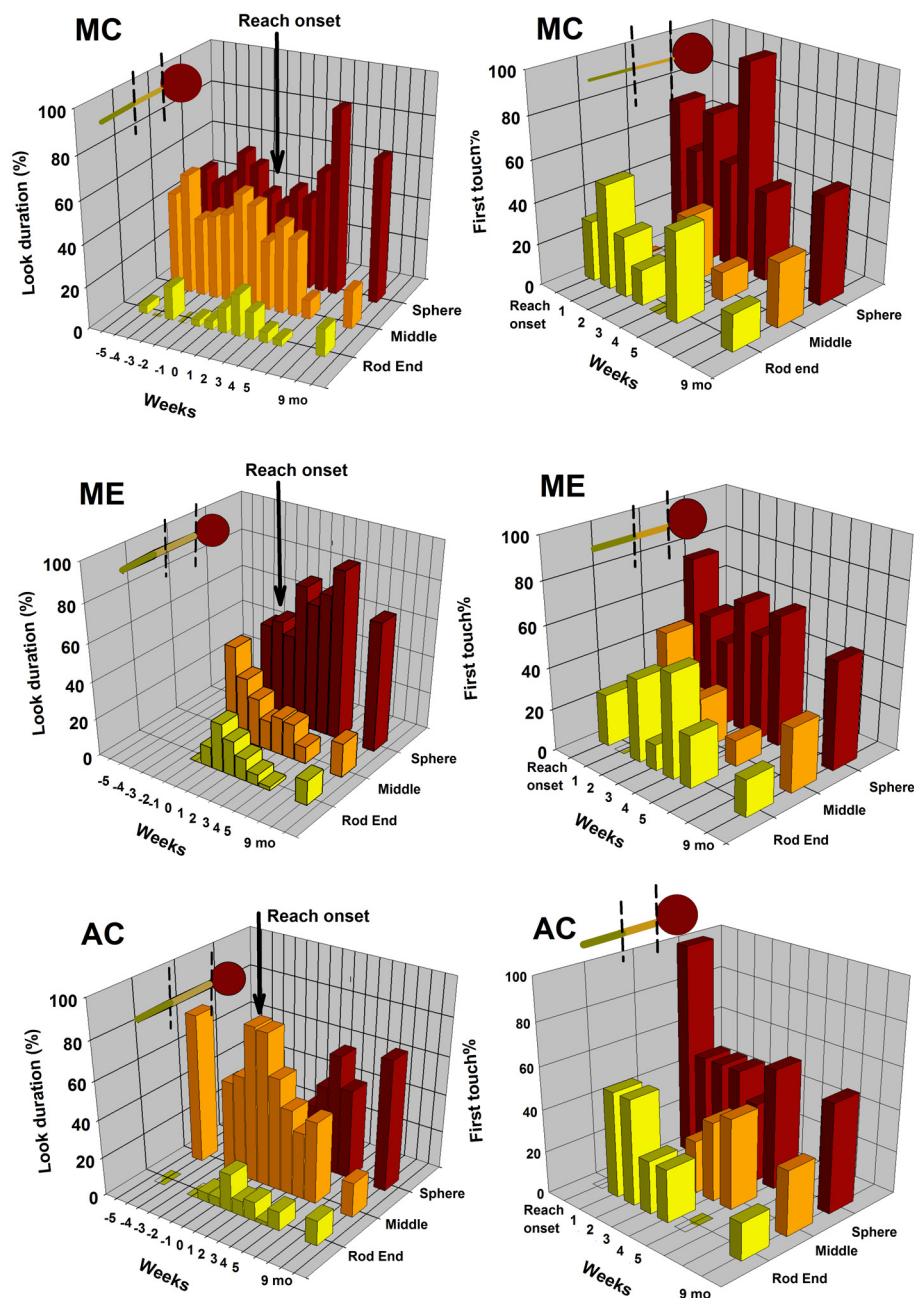 MC
Reach onset
Look duration (%)
100
80
60
40
20
0
-5 -4 -3 -2 -1 0 1 2 3 4 5 9 mo
Weeks
Sphere
Middle
Rod End
MC
First touch%
100
80
60
40
20
0
Reach
onset
1 2 3 4 5 9 mo
Weeks
Sphere
Middle
Rod end
ME
Reach onset
Look duration (%)
100
80
60
40
20
0
-5 -4 -3 -2 -1 0 1 2 3 4 5 9 mo
Weeks
Sphere
Middle
Rod End
ME
First touch%
100
80
60
40
20
0
Reach
onset
1 2 3 4 5 9 mo
Weeks
Sphere
Middle
Rod End
AC
Reach onset
Look duration (%)
100
80
60
40
20
0
-5 -4 -3 -2 -1 0 1 2 3 4 5 9 mo
Weeks
Sphere
Middle
Rod End
AC
First touch%
100
80
60
40
20
0
Reach
onset
1 2 3 4 5 9 mo
Weeks
Sphere
Middle
Rod End